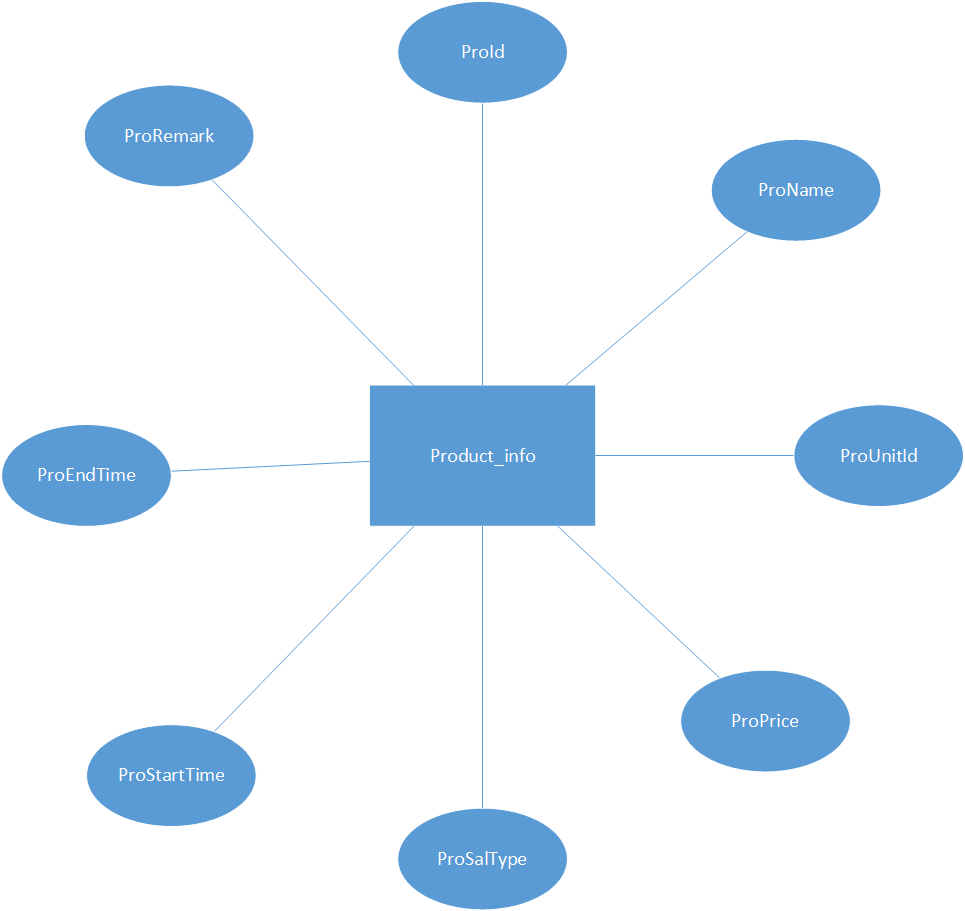 ProId
ProRemark
ProName
Product_info
ProUnitId
ProEndTime
ProPrice
ProStartTime
ProSalType